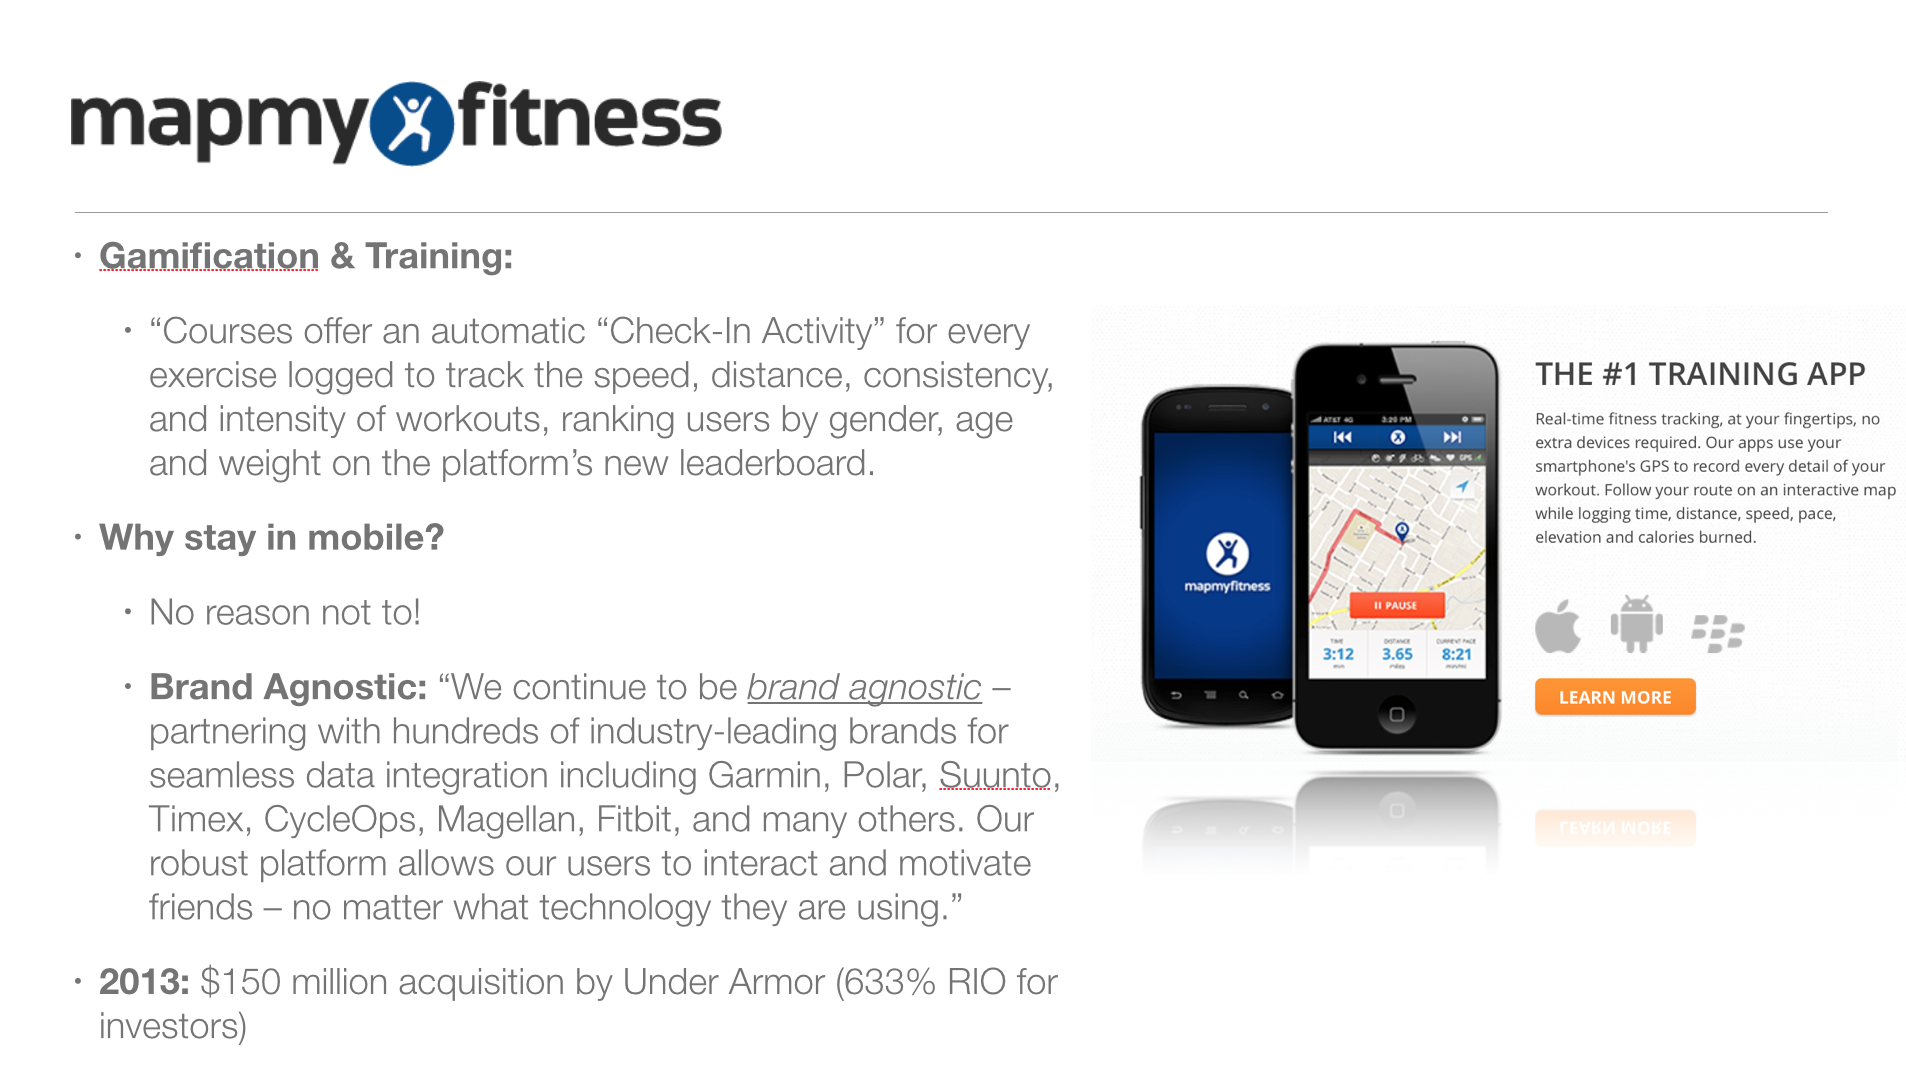 mapmyfitness
• Gamification & Training:
• “Courses offer an automatic “Check-In Activity” for every
exercise logged to track the speed, distance, consistency,
and intensity of workouts, ranking users by gender, age
and weight on the platform’s new leaderboard.
• Why stay in mobile?
• No reason not to!
• Brand Agnostic: “We continue to be brand agnostic –
partnering with hundreds of industry-leading brands for
seamless data integration including Garmin, Polar, Suunto,
Timex, CycleOps, Magellan, Fitbit, and many others. Our
robust platform allows our users to interact and motivate
friends – no matter what technology they are using.”
• 2013: $150 million acquisition by Under Armor (633% RIO for
investors)
mapmyfitness
AT&T 4G 3:20 PM
GPS
II PAUSE
TIME DISTANCE CURRENT PACE
3:12 3.65 8:21
min miles min/mi
THE #1 TRAINING APP
Real-time fitness tracking, at your fingertips, no
extra devices required. Our apps use your
smartphone's GPS to record every detail of your
workout. Follow your route on an interactive map
while logging time, distance, speed, pace,
elevation and calories burned.
LEARN MORE
LEARN MORE